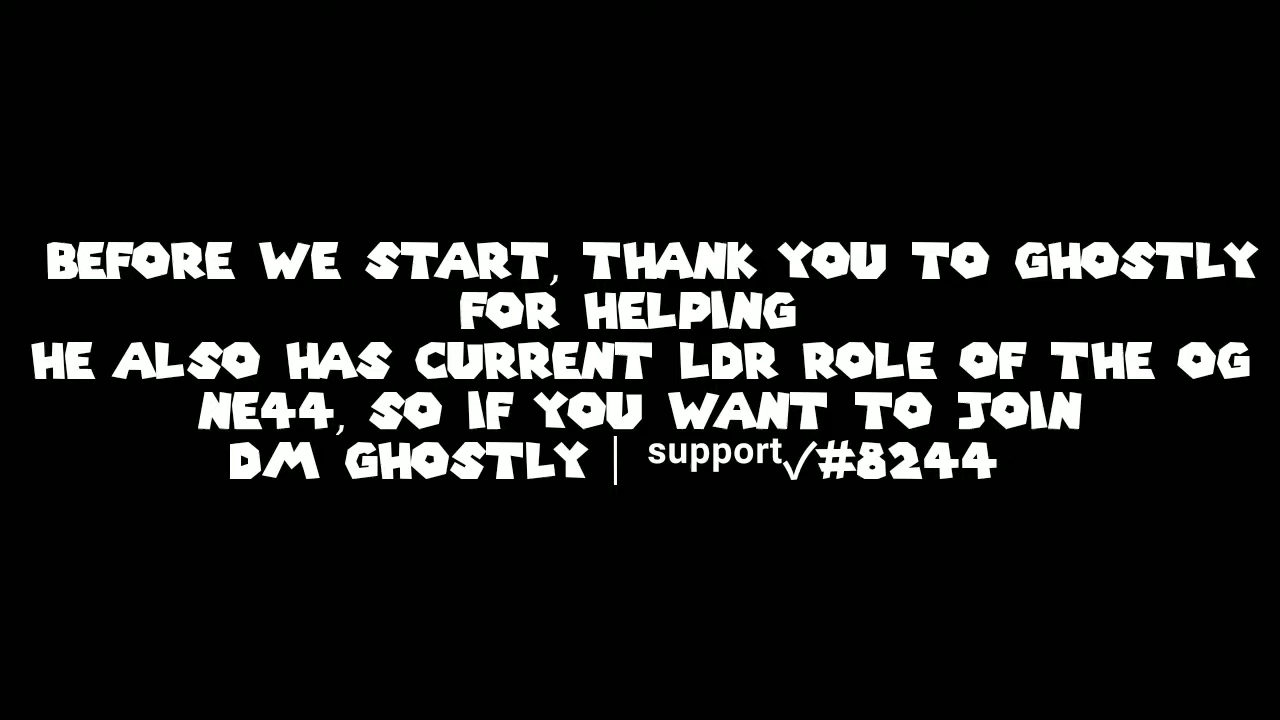 BEFORE WE START, THANK YOU TO GHOSTLY
FOR HELPING
HE ALSO HAS CURRENT LDR ROLE OF THE OG
NE44, SO IF YOU WANT TO JOIN
DM GHOSTLY | support✓#8244